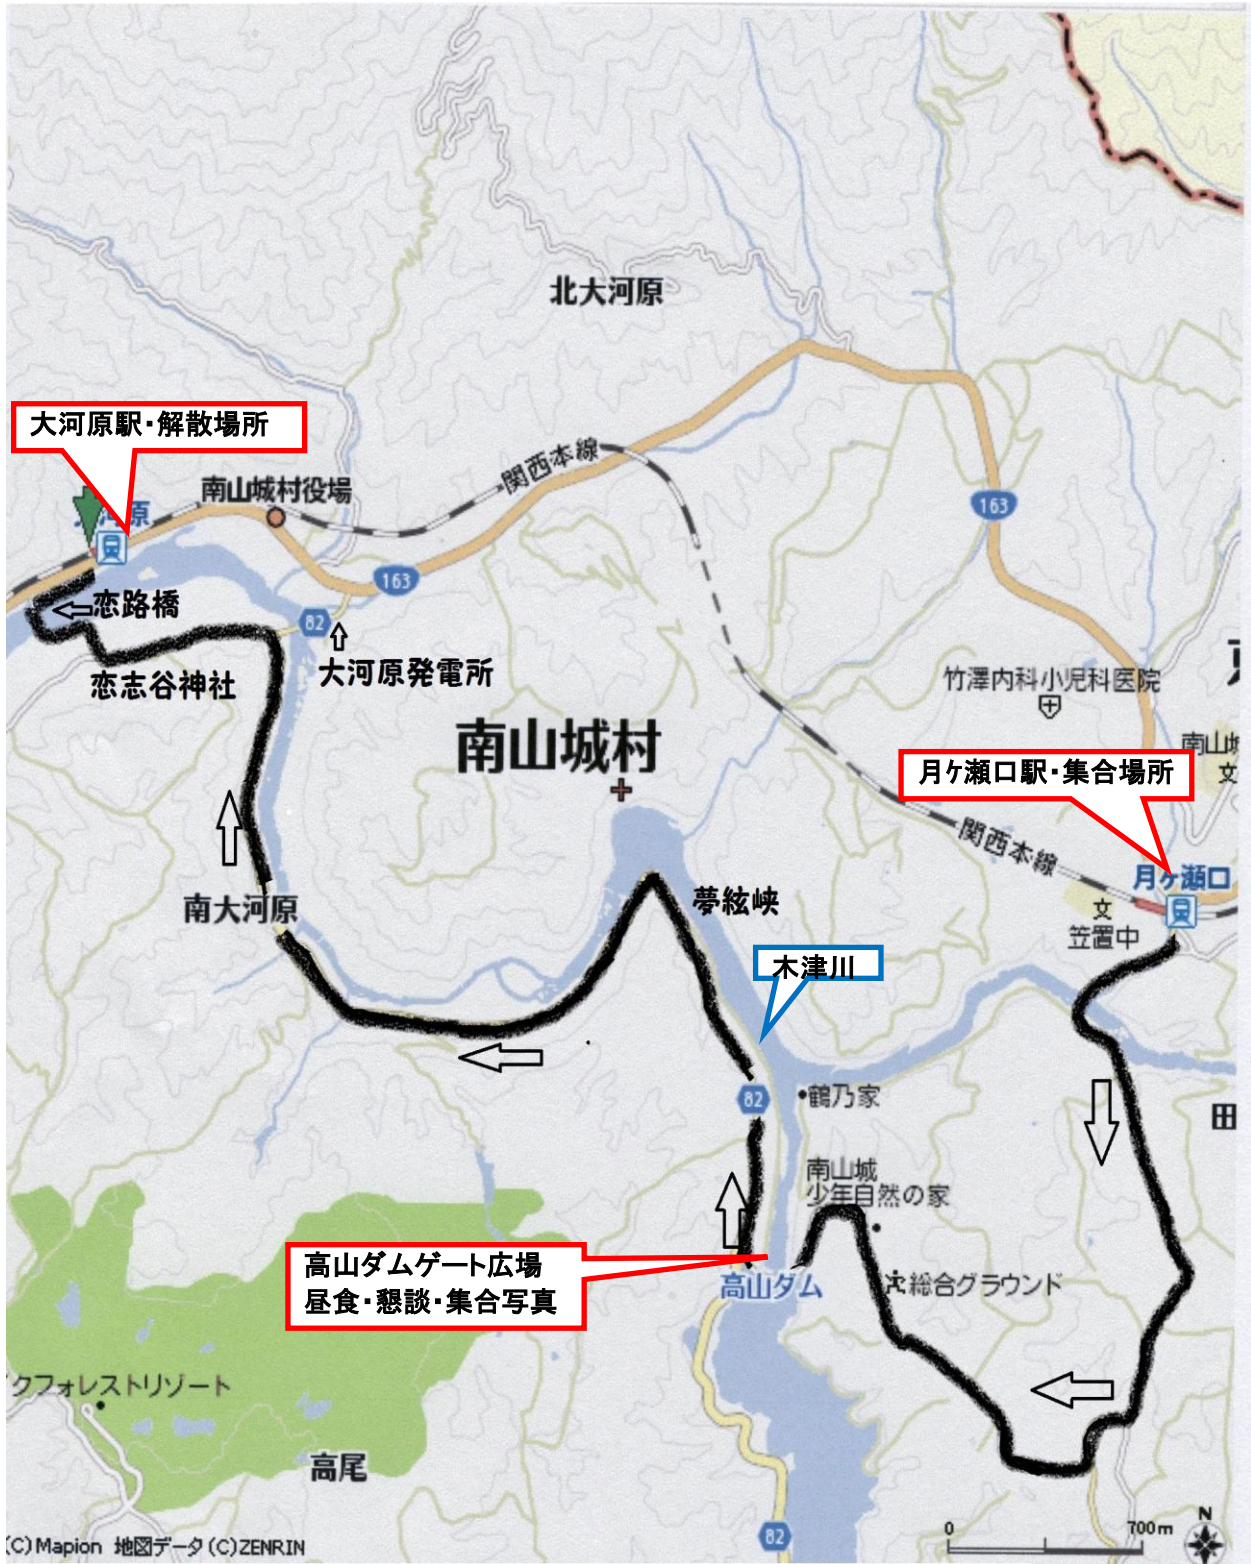 北大河原
大河原駅・解散場所
関西本線
南山城村役場
大河原
163
163
恋路橋
82
大河原発電所
恋志谷神社
竹澤内科小児科医院
南山城村
南山城
文
月ケ瀬口駅・集合場所
関西本線
月ヶ瀬口
文
笠置中
夢絃峡
南大河原
木津川
82
鶴乃家
田
南山城
少年自然の家
高山ダムゲート広場
昼食・懇談・集合写真
高山ダム
総合グラウンド
クフォレストリゾート
高尾
82
0
700m
N
(C)Mapion 地図データ(C)ZENRIN